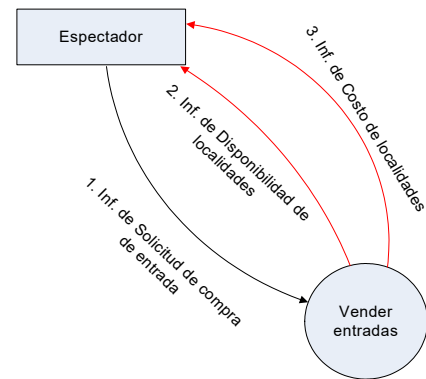 Espectador
3. Inf. de Costo de localidades
2. Inf. de Disponibilidad de
localidades
1. Inf. de Solicitud de compra
de entrada
Vender
entradas